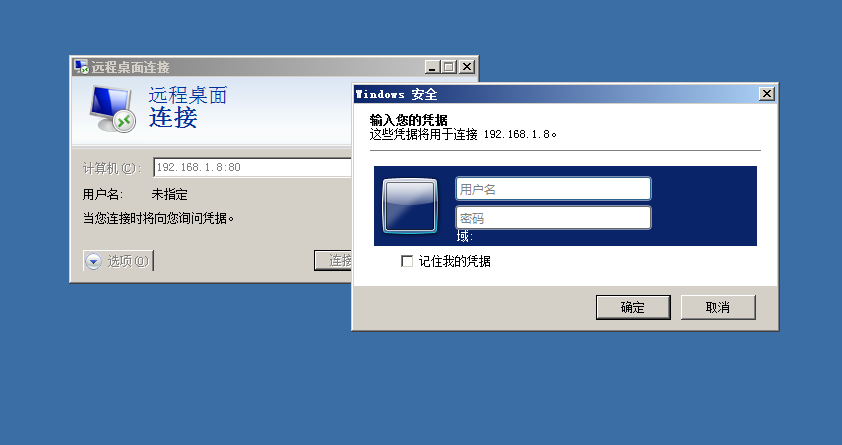 远程桌面连接
远程桌面
连接
计算机(C):
192.168.1.8:80
用户名:
未指定
当您连接时将向您询问凭据。
选项(O)
连接
Windows 安全
输入您的凭据
这些凭据将用于连接 192.168.1.8。
用户名
密码
域:
记住我的凭据
确定
取消